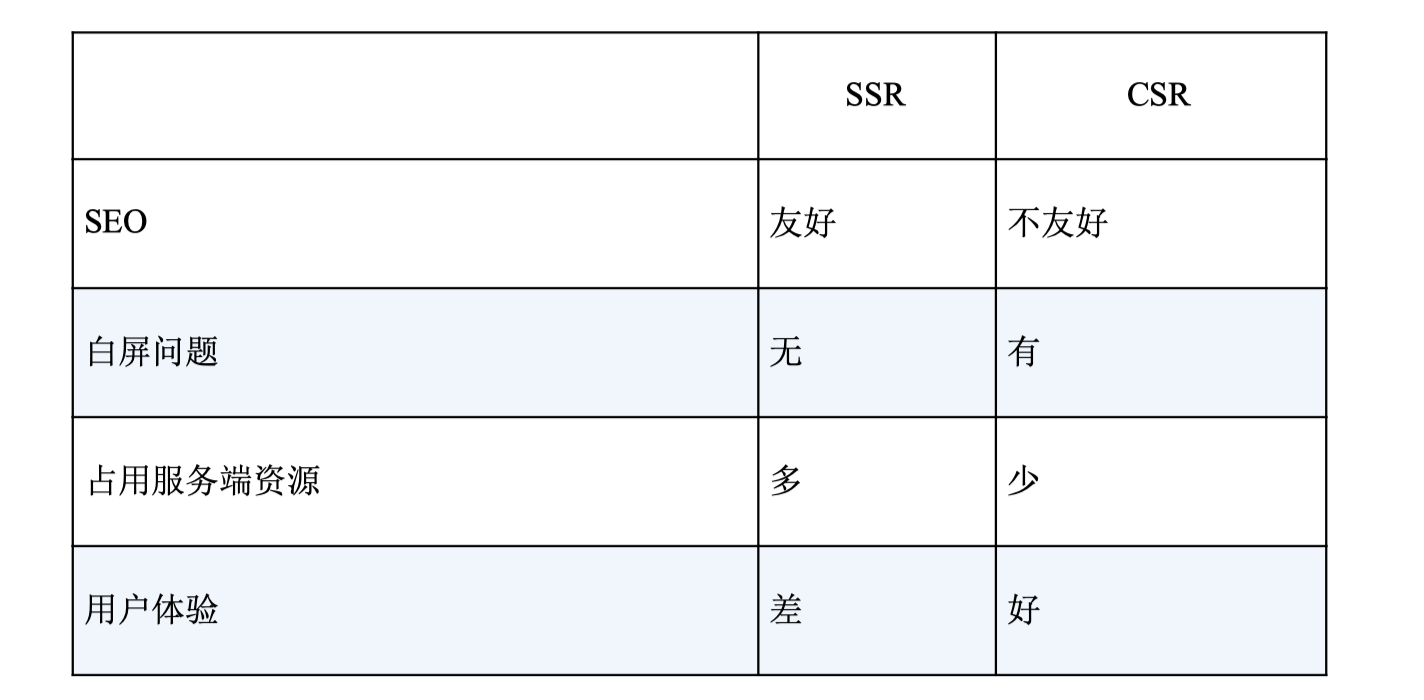 SSR CSR
SEO 友好 不友好
白屏问题 无 有
占用服务端资源 多 少
用户体验 差 好